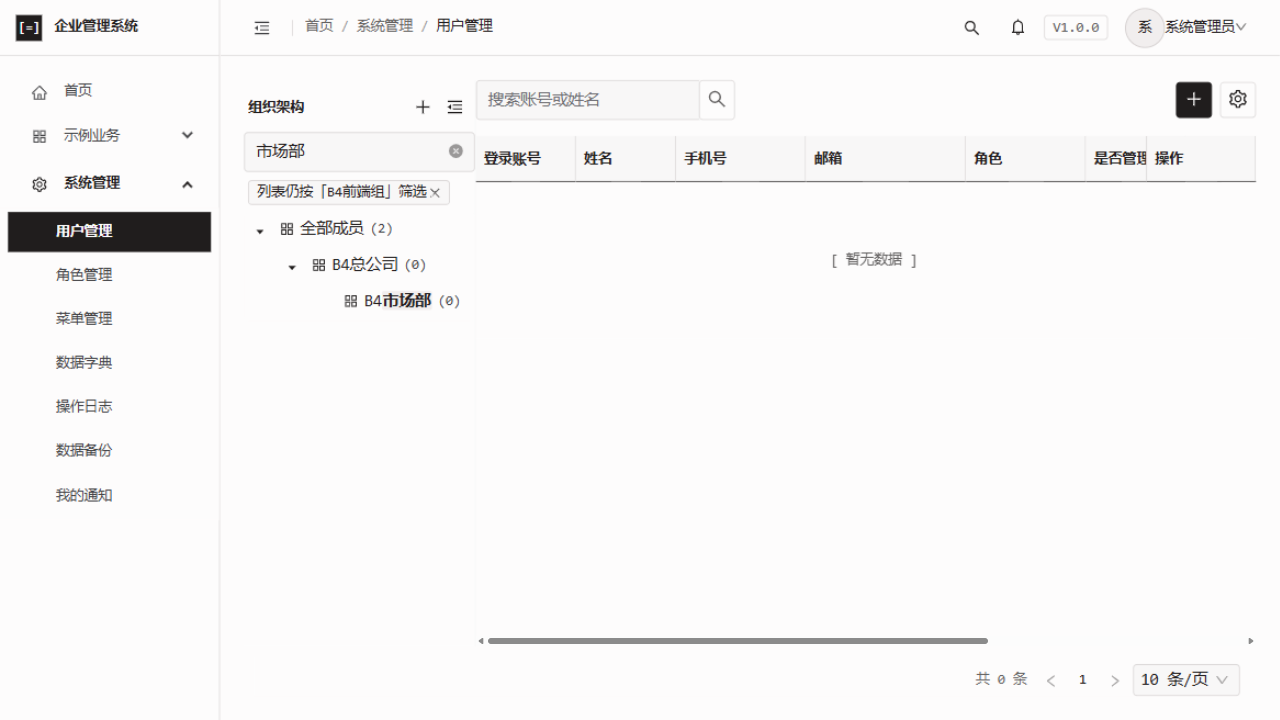 [=] 企业管理系统
首页 / 系统管理 / 用户管理
V1.0.0
系 系统管理员
首页
示例业务
系统管理
用户管理
角色管理
菜单管理
数据字典
操作日志
数据备份
我的通知
组织架构
市场部
列表仍按「B4前端组」筛选
全部成员 (2)
B4总公司 (0)
B4市场部 (0)
搜索账号或姓名
登录账号 姓名 手机号 邮箱 角色 是否管理 操作
[ 暂无数据 ]
共 0 条 1 10 条/页